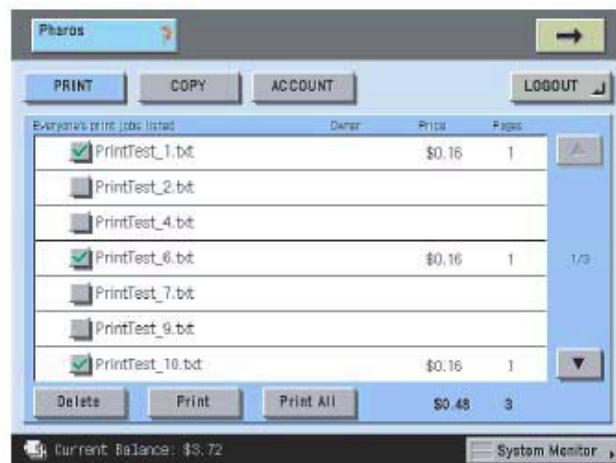 Pharos
PRINT COPY ACCOUNT LOGOUT
Everyone's print jobs listed Owner Price Pages
PrintTest_1.txt $0.16 1
PrintTest_2.txt
PrintTest_4.txt
PrintTest_6.txt $0.16 1 1/3
PrintTest_7.txt
PrintTest_9.txt
PrintTest_10.txt $0.16 1
Delete Print Print All $0.48 3
Current Balance: $3.72 System Monitor